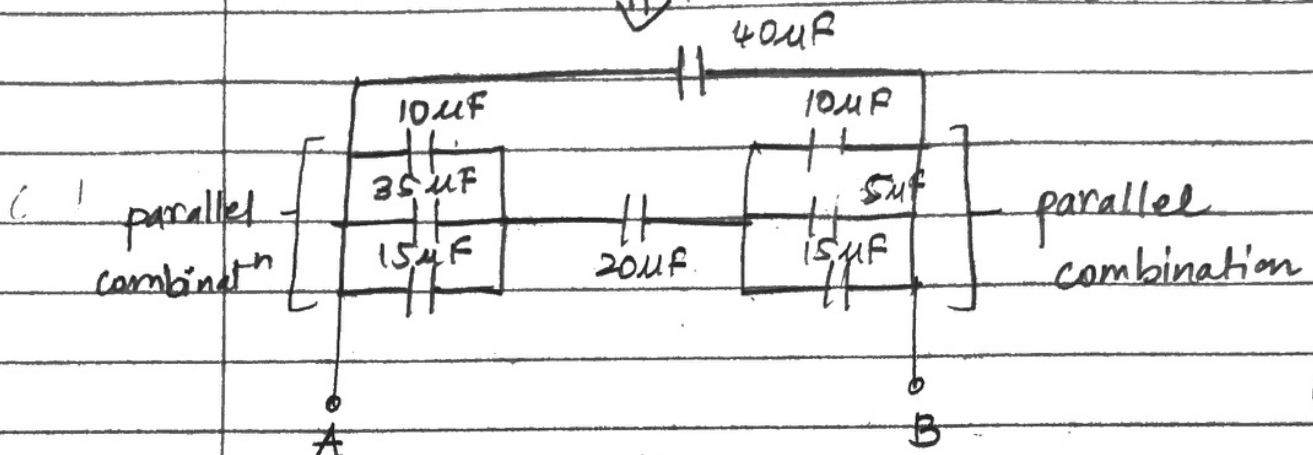 40μF
10μF 10μF
35μF 5μF
parallel parallel
15μF 20μF 15μF
combinatⁿ combination
A B